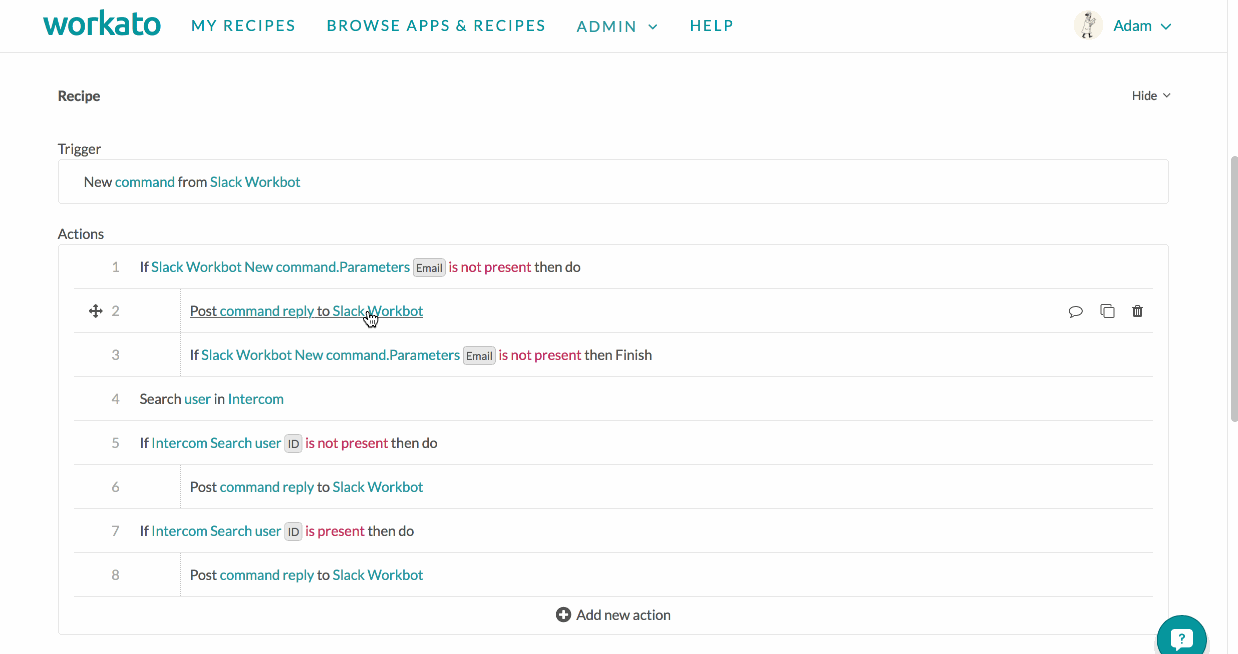 workato MY RECIPES BROWSE APPS & RECIPES ADMIN HELP Adam
Recipe Hide
Trigger
New command from Slack Workbot
Actions
1 If Slack Workbot New command.Parameters Email is not present then do
2 Post command reply to Slack Workbot
3 If Slack Workbot New command.Parameters Email is not present then Finish
4 Search user in Intercom
5 If Intercom Search user ID is not present then do
6 Post command reply to Slack Workbot
7 If Intercom Search user ID is present then do
8 Post command reply to Slack Workbot
Add new action
?